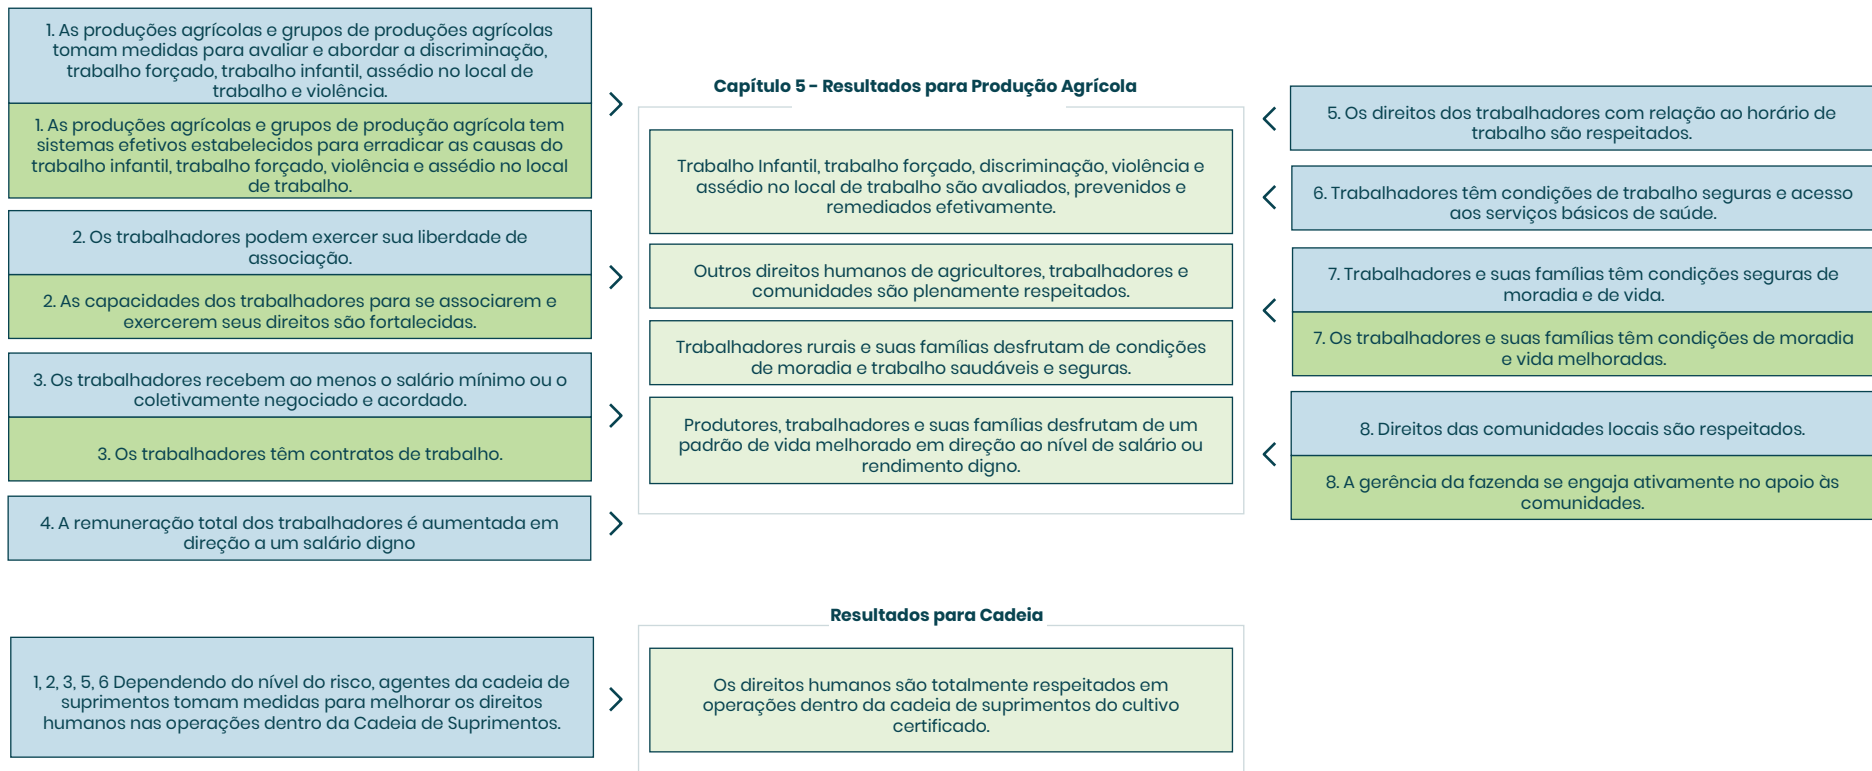 1. As produções agrícolas e grupos de produções agrícolas
tomam medidas para avaliar e abordar a discriminação,
trabalho forçado, trabalho infantil, assédio no local de
trabalho e violência.
1. As produções agrícolas e grupos de produção agrícola tem
sistemas efetivos estabelecidos para erradicar as causas do
trabalho infantil, trabalho forçado, violência e assédio no local
de trabalho.
2. Os trabalhadores podem exercer sua liberdade de
associação.
2. As capacidades dos trabalhadores para se associarem e
exercerem seus direitos são fortalecidas.
3. Os trabalhadores recebem ao menos o salário mínimo ou o
coletivamente negociado e acordado.
3. Os trabalhadores têm contratos de trabalho.
4. A remuneração total dos trabalhadores é aumentada em
direção a um salário digno
Capítulo 5 - Resultados para Produção Agrícola
Trabalho Infantil, trabalho forçado, discriminação, violência e
assédio no local de trabalho são avaliados, prevenidos e
remediados efetivamente.
Outros direitos humanos de agricultores, trabalhadores e
comunidades são plenamente respeitados.
Trabalhadores rurais e suas famílias desfrutam de condições
de moradia e trabalho saudáveis e seguras.
Produtores, trabalhadores e suas famílias desfrutam de um
padrão de vida melhorado em direção ao nível de salário ou
rendimento digno.
5. Os direitos dos trabalhadores com relação ao horário de
trabalho são respeitados.
6. Trabalhadores têm condições de trabalho seguras e acesso
aos serviços básicos de saúde.
7. Trabalhadores e suas famílias têm condições seguras de
moradia e de vida.
7. Os trabalhadores e suas famílias têm condições de moradia
e vida melhoradas.
8. Direitos das comunidades locais são respeitados.
8. A gerência da fazenda se engaja ativamente no apoio às
comunidades.
Resultados para Cadeia
1, 2, 3, 5, 6 Dependendo do nível do risco, agentes da cadeia de
suprimentos tomam medidas para melhorar os direitos
humanos nas operações dentro da Cadeia de Suprimentos.
Os direitos humanos são totalmente respeitados em
operações dentro da cadeia de suprimentos do cultivo
certificado.